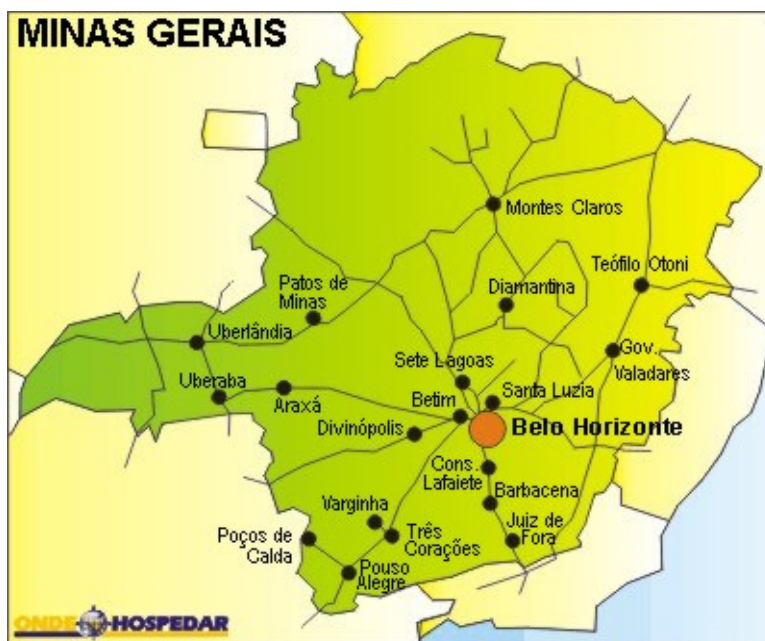 MINAS GERAIS
Montes Claros
Teófilo Otoni
Patos de
Minas
Diamantina
Uberlândia
Gov.
Valadares
Sete Lagoas
Uberaba
Araxá
Betim
Santa Luzia
Divinópolis
Belo Horizonte
Cons.
Lafaiete
Barbacena
Varginha
Juiz de
Fora
Poços de
Calda
Três
Corações
Pouso
Alegre
ONDE HOSPEDAR